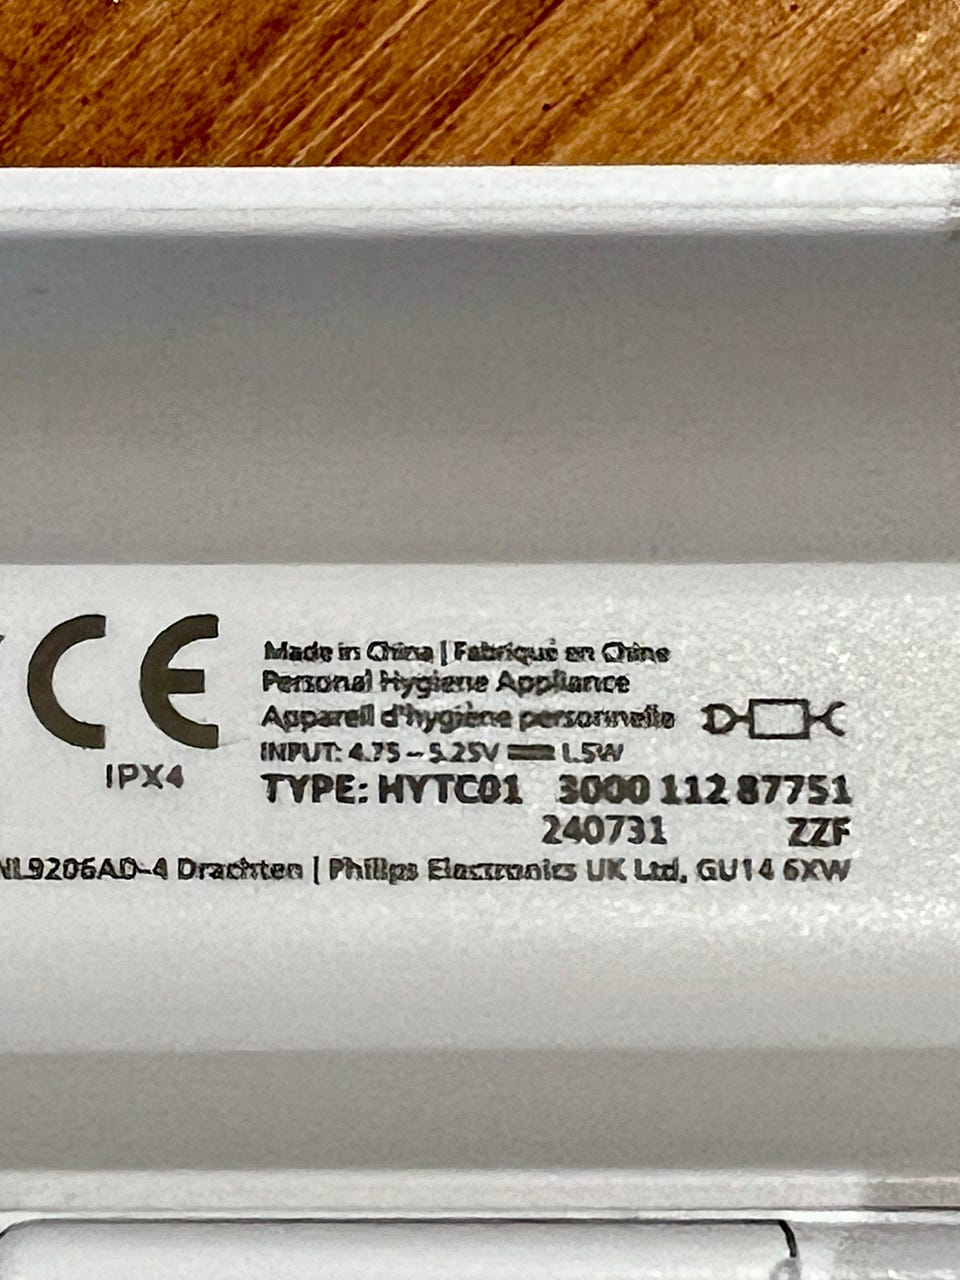 CE
IPX4
Made in China | Fabriqué en Chine
Personal Hygiene Appliance
Appareil d'hygiène personnelle
INPUT: 4.75 – 5.25V ⎓ 1.5W
TYPE: HYTC01 3000 112 87751
240731 ZZF
NL9206AD-4 Drachten | Philips Electronics UK Ltd, GU14 6XW